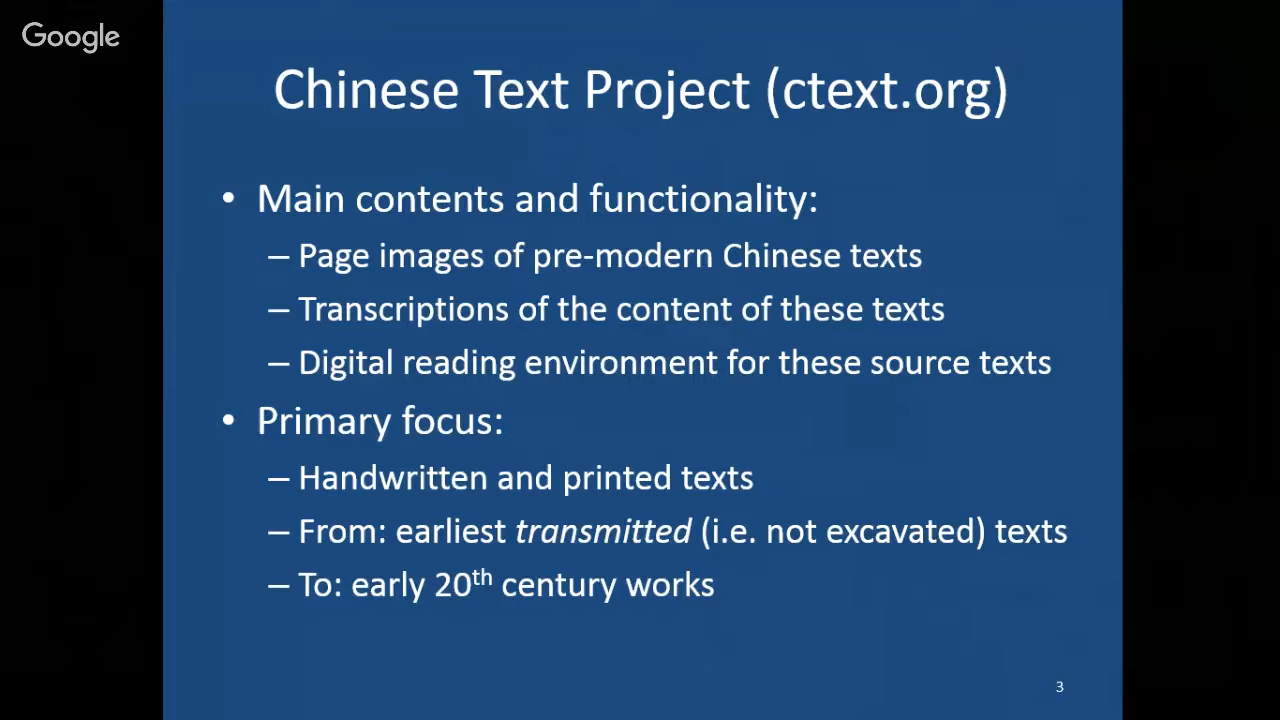 Google
Chinese Text Project (ctext.org)
• Main contents and functionality:
– Page images of pre-modern Chinese texts
– Transcriptions of the content of these texts
– Digital reading environment for these source texts
• Primary focus:
– Handwritten and printed texts
– From: earliest transmitted (i.e. not excavated) texts
– To: early 20th century works
3